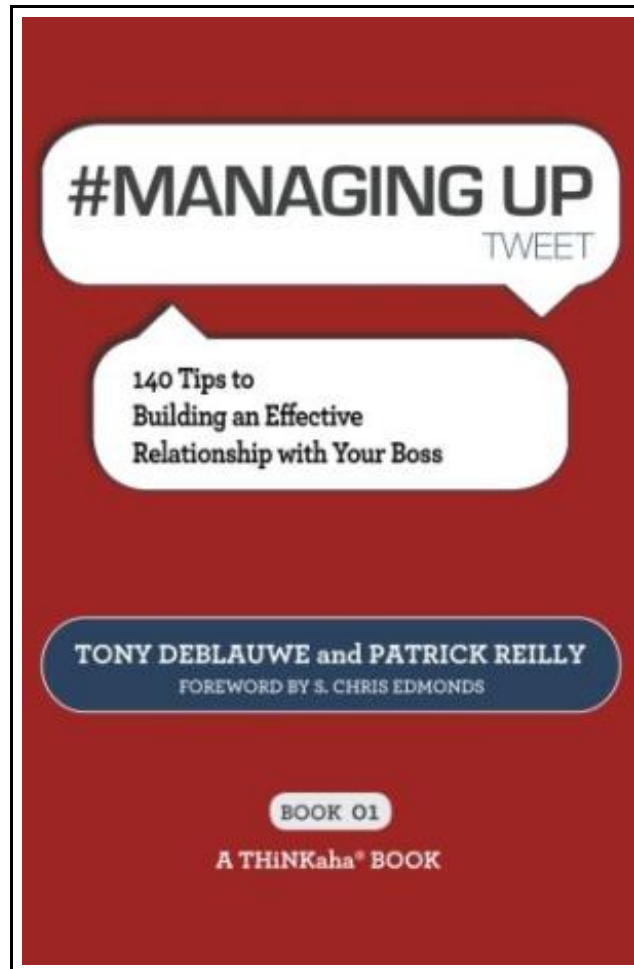 #MANAGING UP
TWEET
140 Tips to
Building an Effective
Relationship with Your Boss
TONY DEBLAUWE and PATRICK REILLY
FOREWORD BY S. CHRIS EDMONDS
BOOK 01
A THiNKaha® BOOK